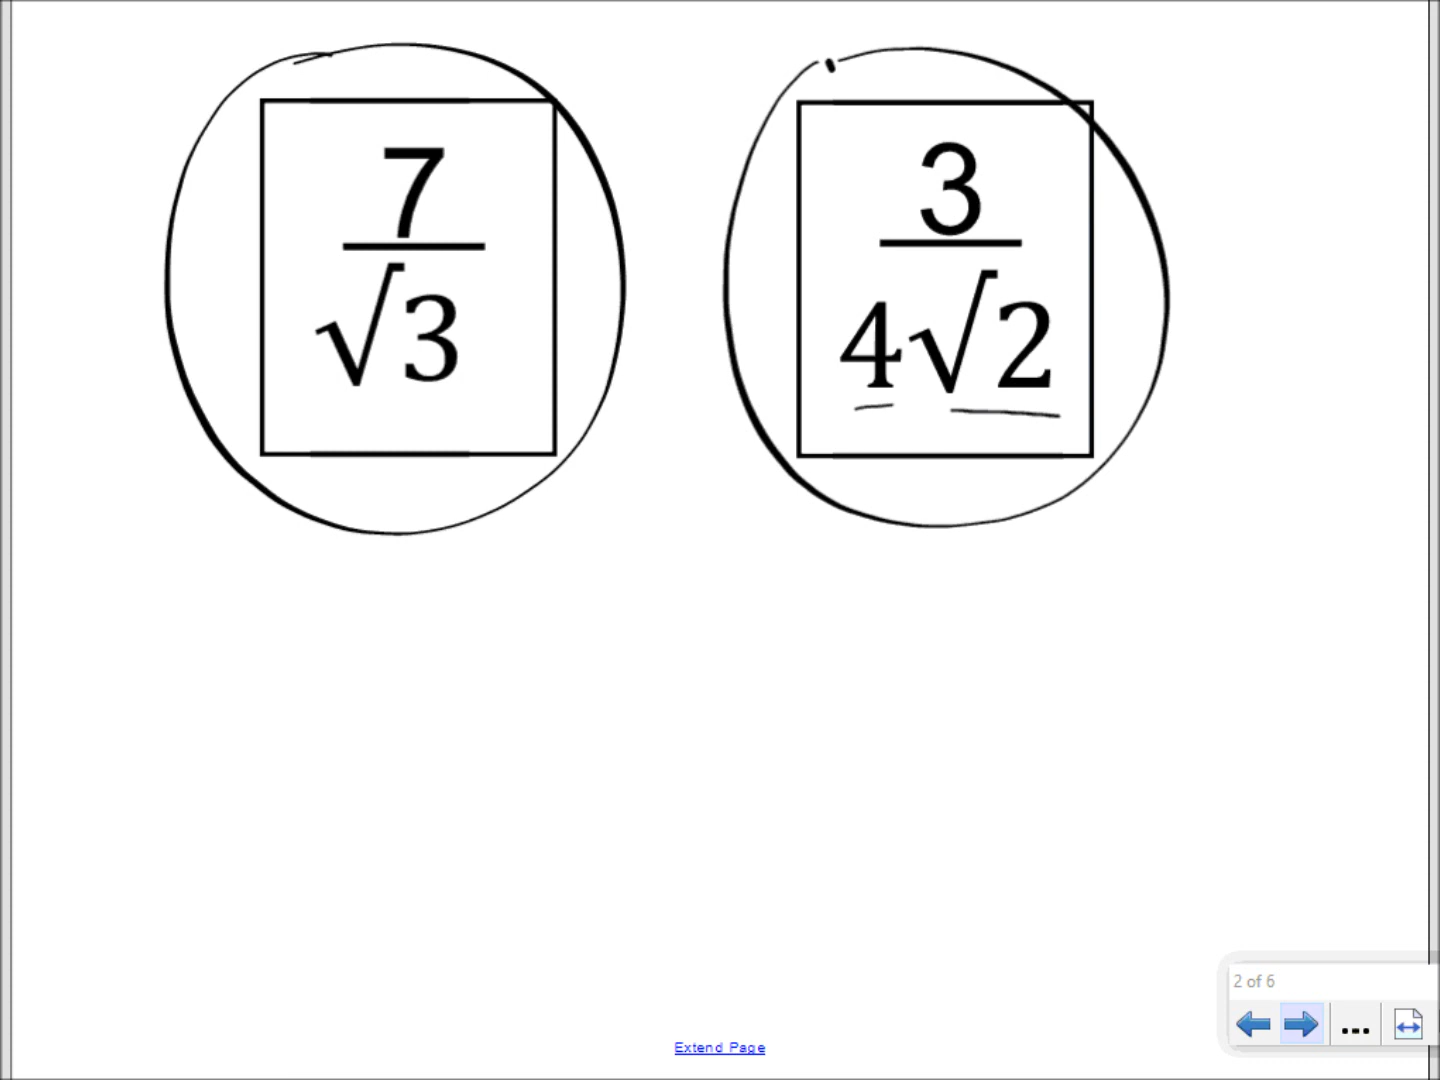 7
√3
3
4√2
2 of 6
...
Extend Page